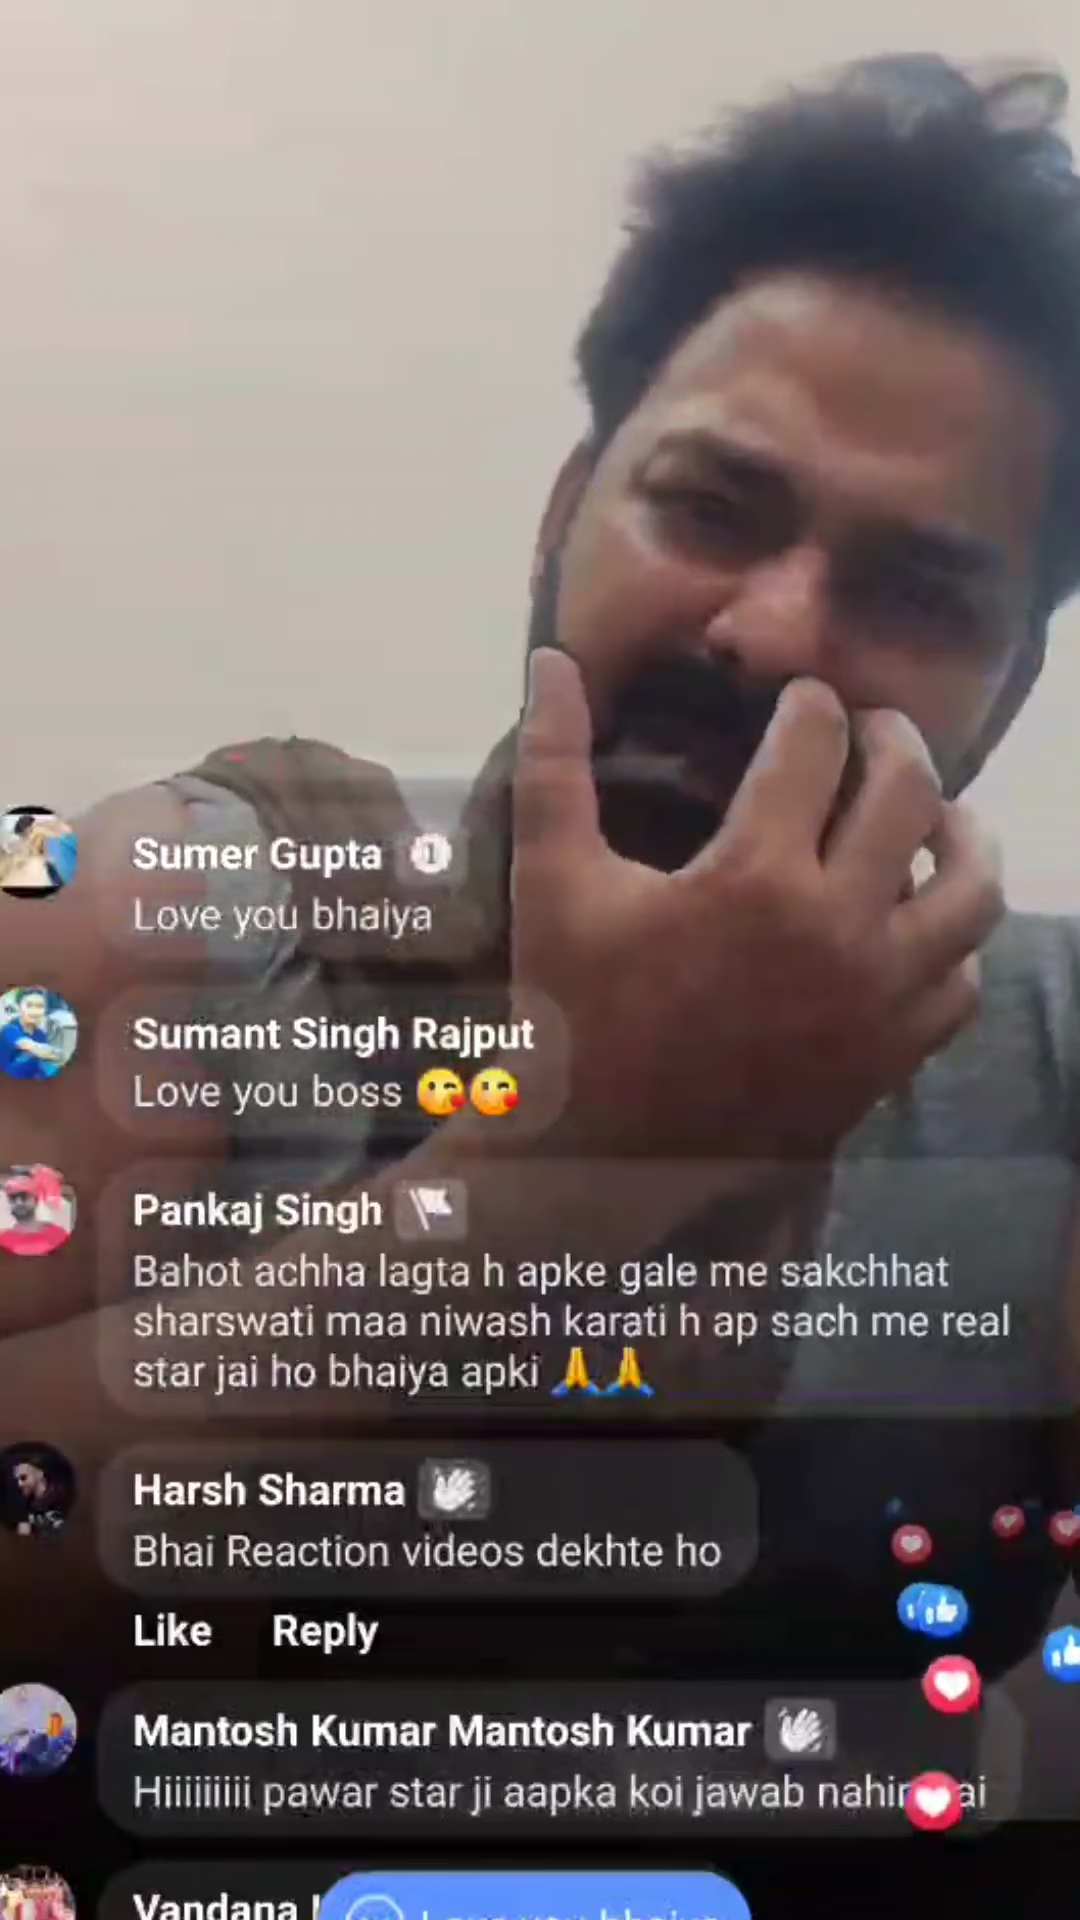 Sumer Gupta
Love you bhaiya
Sumant Singh Rajput
Love you boss 😘😘
Pankaj Singh
Bahot achha lagta h apke gale me sakchhat
sharswati maa niwash karati h ap sach me real
star jai ho bhaiya apki 🙏🙏
Harsh Sharma
Bhai Reaction videos dekhte ho
Like Reply
Mantosh Kumar Mantosh Kumar
Hiiiiiiiii pawar star ji aapka koi jawab
Vandana